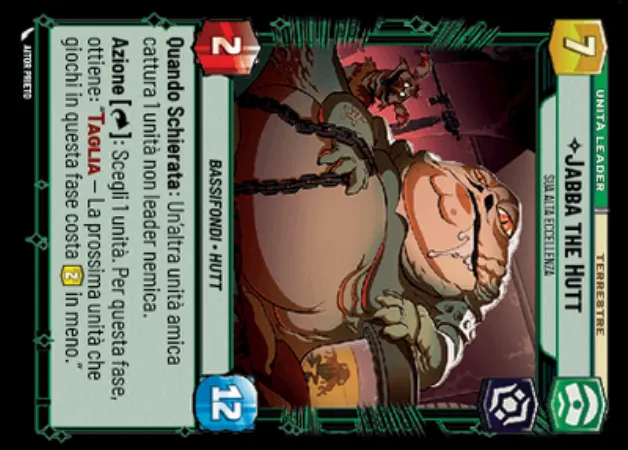 7
UNITÀ LEADER
TERRESTRE
JABBA THE HUTT
SUA ALTA ECCELLENZA
2
BASSIFONDI • HUTT
12
Quando Schierata: Un'altra unità amica
cattura 1 unità non leader nemica.
Azione [ ]: Scegli 1 unità. Per questa fase,
ottiene: "TAGLIA – La prossima unità che
giochi in questa fase costa 2 in meno."
AITOR PRIETO